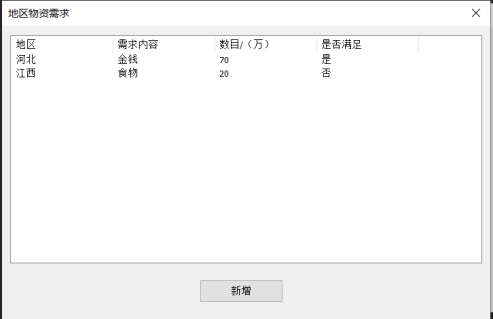 地区物资需求
地区 需求内容 数目/（万） 是否满足
河北 金钱 70 是
江西 食物 20 否
新增